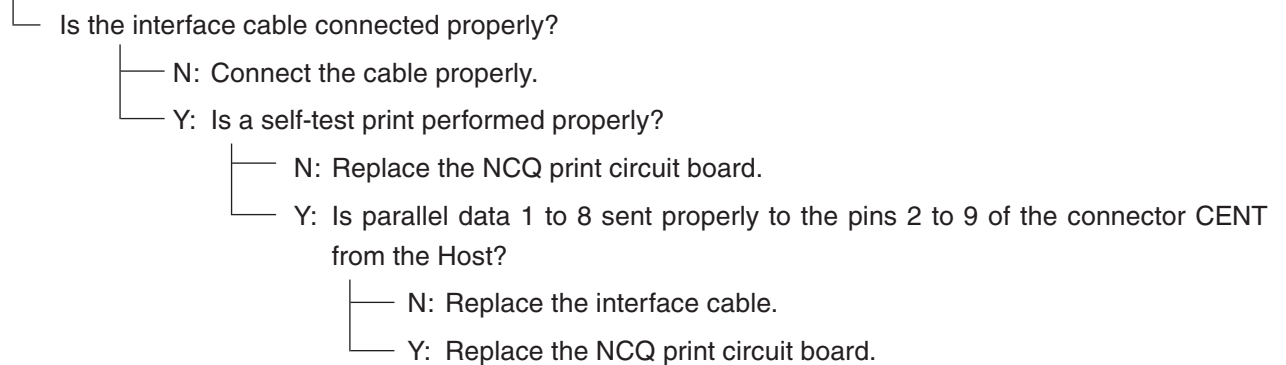 Is the interface cable connected properly?
N: Connect the cable properly.
Y: Is a self-test print performed properly?
N: Replace the NCQ print circuit board.
Y: Is parallel data 1 to 8 sent properly to the pins 2 to 9 of the connector CENT
from the Host?
N: Replace the interface cable.
Y: Replace the NCQ print circuit board.